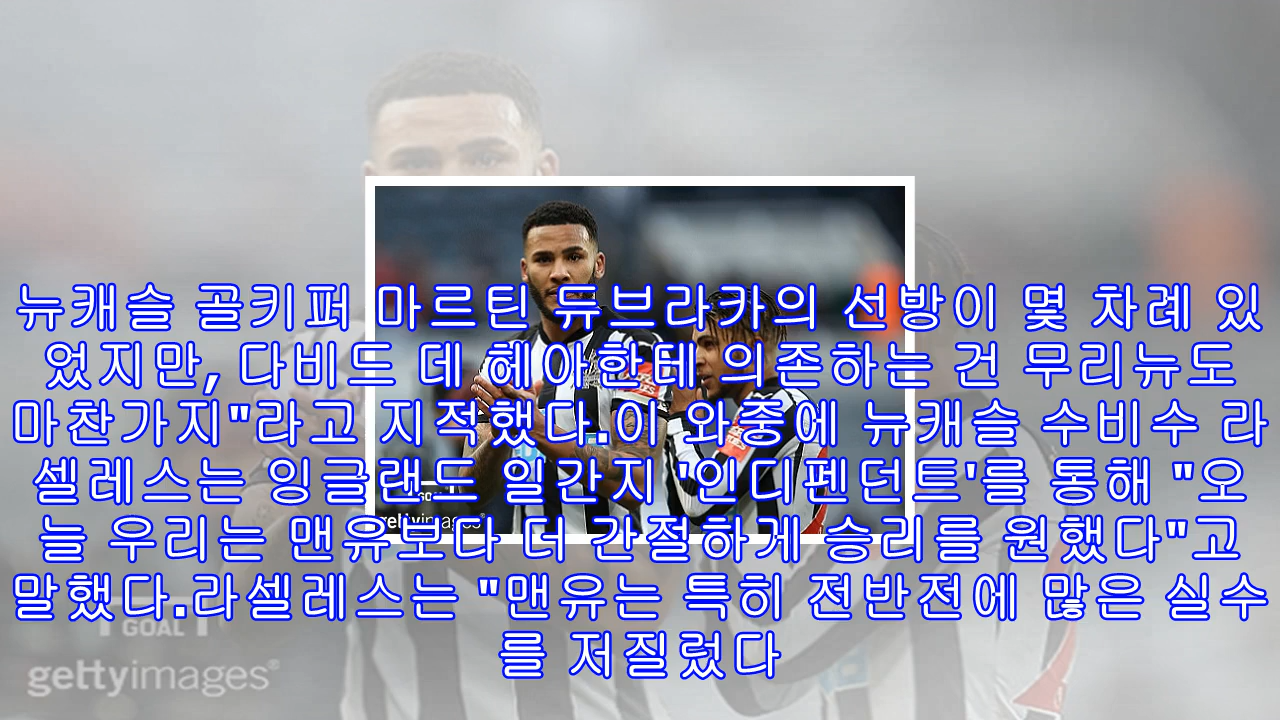 뉴캐슬 골키퍼 마르틴 듀브라카의 선방이 몇 차례 있
었지만, 다비드 데 헤아한테 의존하는 건 무리뉴도
마찬가지"라고 지적했다.이 와중에 뉴캐슬 수비수 라
셀레스는 잉글랜드 일간지 '인디펜던트'를 통해 "오
늘 우리는 맨유보다 더 간절하게 승리를 원했다"고
말했다.라셀레스는 "맨유는 특히 전반전에 많은 실수
를 저질렀다
GOAL
gettyimages®
GOAL
gettyimages®